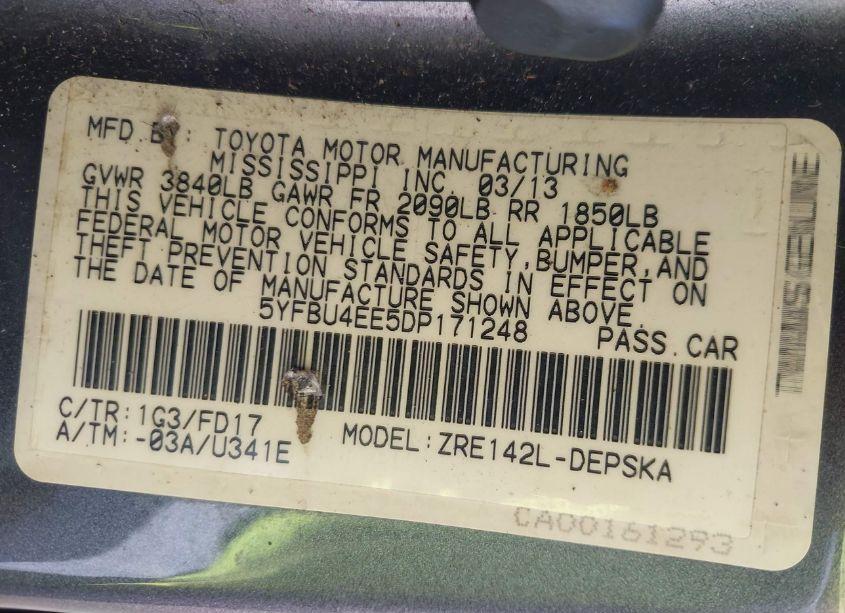 MFD BY: TOYOTA MOTOR MANUFACTURING
MISSISSIPPI INC. 03/13
GVWR 3840LB GAWR FR 2090LB RR 1850LB
THIS VEHICLE CONFORMS TO ALL APPLICABLE
FEDERAL MOTOR VEHICLE SAFETY,BUMPER,AND
THEFT PREVENTION STANDARDS IN EFFECT ON
THE DATE OF MANUFACTURE SHOWN ABOVE.
5YFBU4EE5DP171248 PASS.CAR
C/TR:1G3/FD17
A/TM:-03A/U341E MODEL:ZRE142L-DEPSKA
CA00161293